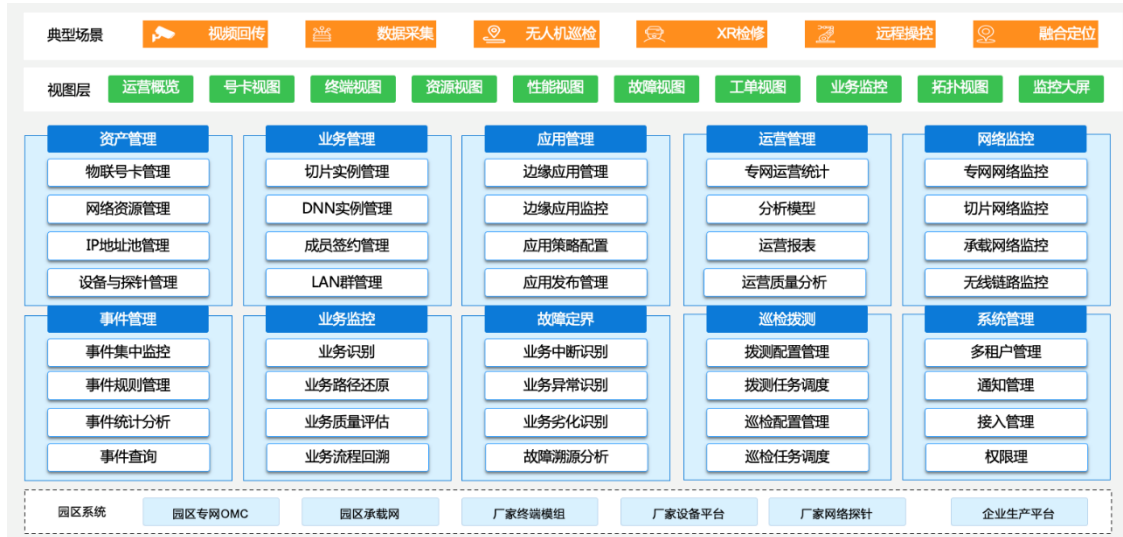 典型场景 视频回传 数据采集 无人机巡检 XR检修 远程操控 融合定位
视图层 运营概览 号卡视图 终端视图 资源视图 性能视图 故障视图 工单视图 业务监控 拓扑视图 监控大屏
资产管理 业务管理 应用管理 运营管理 网络监控
物联号卡管理 切片实例管理 边缘应用管理 专网运营统计 专网网络监控
网络资源管理 DNN实例管理 边缘应用监控 分析模型 切片网络监控
IP地址池管理 成员签约管理 应用策略配置 运营报表 承载网络监控
设备与探针管理 LAN群管理 应用发布管理 运营质量分析 无线链路监控
事件管理 业务监控 故障定界 巡检拨测 系统管理
事件集中监控 业务识别 业务中断识别 拨测配置管理 多租户管理
事件规则管理 业务路径还原 业务异常识别 拨测任务调度 通知管理
事件统计分析 业务质量评估 业务劣化识别 巡检配置管理 接入管理
事件查询 业务流程回溯 故障溯源分析 巡检任务调度 权限理
园区系统 园区专网OMC 园区承载网 厂家终端模组 厂家设备平台 厂家网络探针 企业生产平台